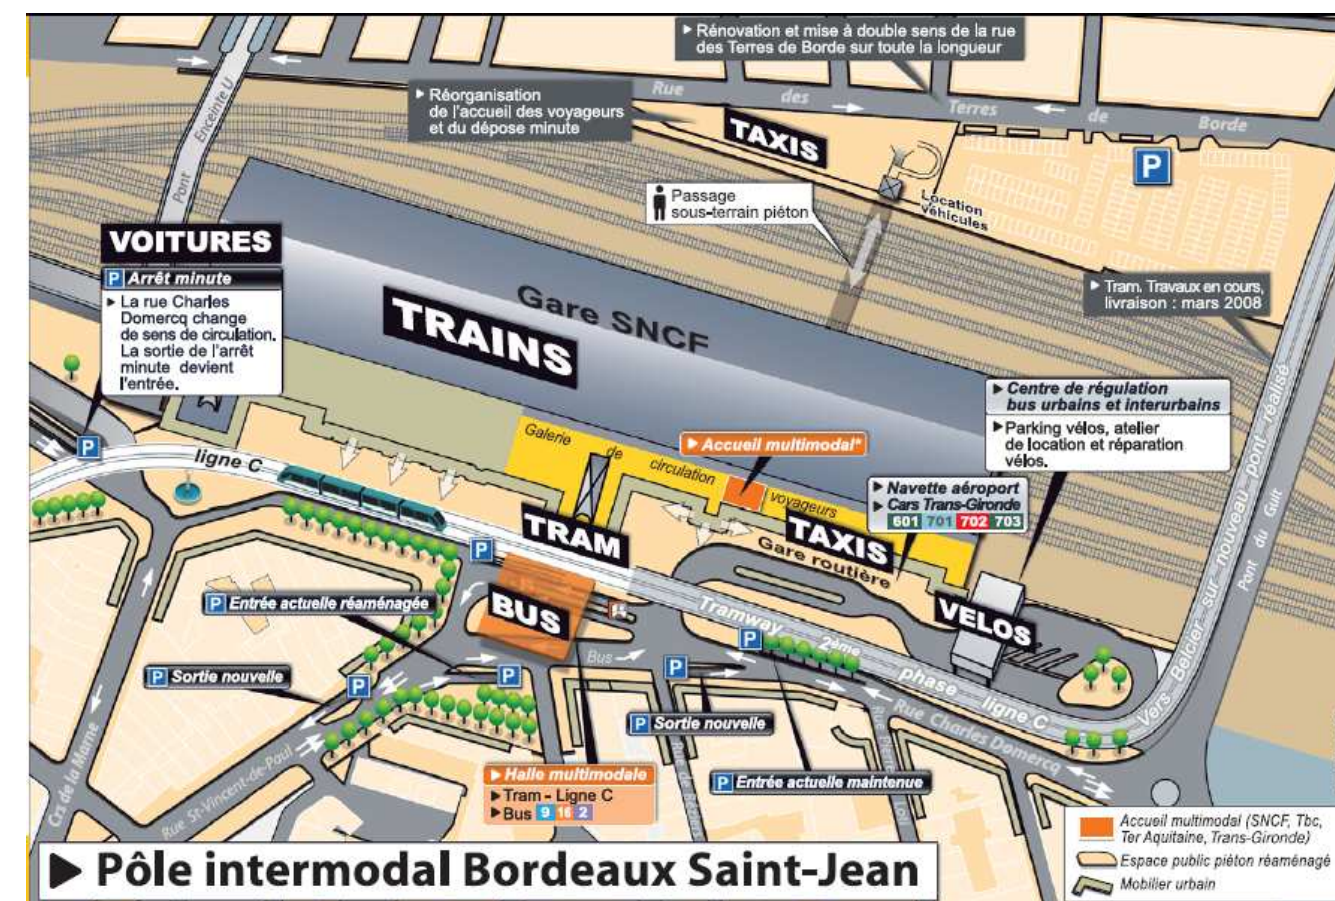 ▶ Rénovation et mise à double sens de la rue
des Terres de Borde sur toute la longueur
▶ Réorganisation
de l'accueil des voyageurs
et du dépose minute
Rue des Terres de Borde
TAXIS
P
Pont Enceinte U
Passage
sous-terrain piéton
Location
véhicules
VOITURES
P Arrêt minute
▶ La rue Charles
Domercq change
de sens de circulation.
La sortie de l'arrêt
minute devient
l'entrée.
▶ Tram. Travaux en cours,
livraison : mars 2008
Gare SNCF
TRAINS
▶ Centre de régulation
bus urbains et interurbains
▶ Parking vélos, atelier
de location et réparation
vélos.
Galerie de circulation voyageurs
▶ Accueil multimodal*
P
ligne C
▶ Navette aéroport
▶ Cars Trans-Gironde
601 701 702 703
TRAM
TAXIS
Gare routière
P
BUS
VELOS
P Entrée actuelle réaménagée
Tramway 2ème phase ligne C
Vers Belcier sur nouveau pont réalisé
Pont du Guit
P
Bus
P
P
P
P Sortie nouvelle
P Sortie nouvelle
Rue Charles Domercq
P Entrée actuelle maintenue
Crs de la Marne
Rue St-Vincent-de-Paul
▶ Halle multimodale
▶ Tram - Ligne C
▶ Bus 9 16 2
Accueil multimodal (SNCF, Tbc,
Ter Aquitaine, Trans-Gironde)
Espace public piéton réaménagé
Mobilier urbain
▶ Pôle intermodal Bordeaux Saint-Jean